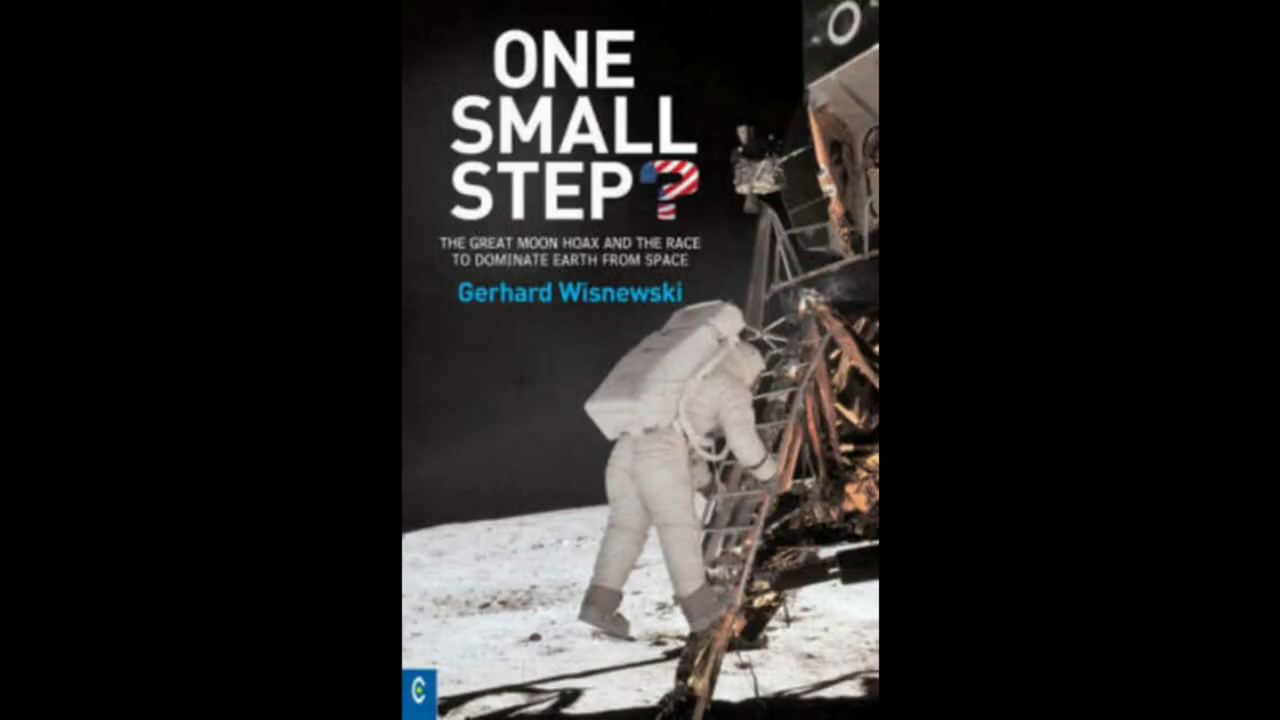 ONE
SMALL
STEP?
THE GREAT MOON HOAX AND THE RACE
TO DOMINATE EARTH FROM SPACE
Gerhard Wisnewski